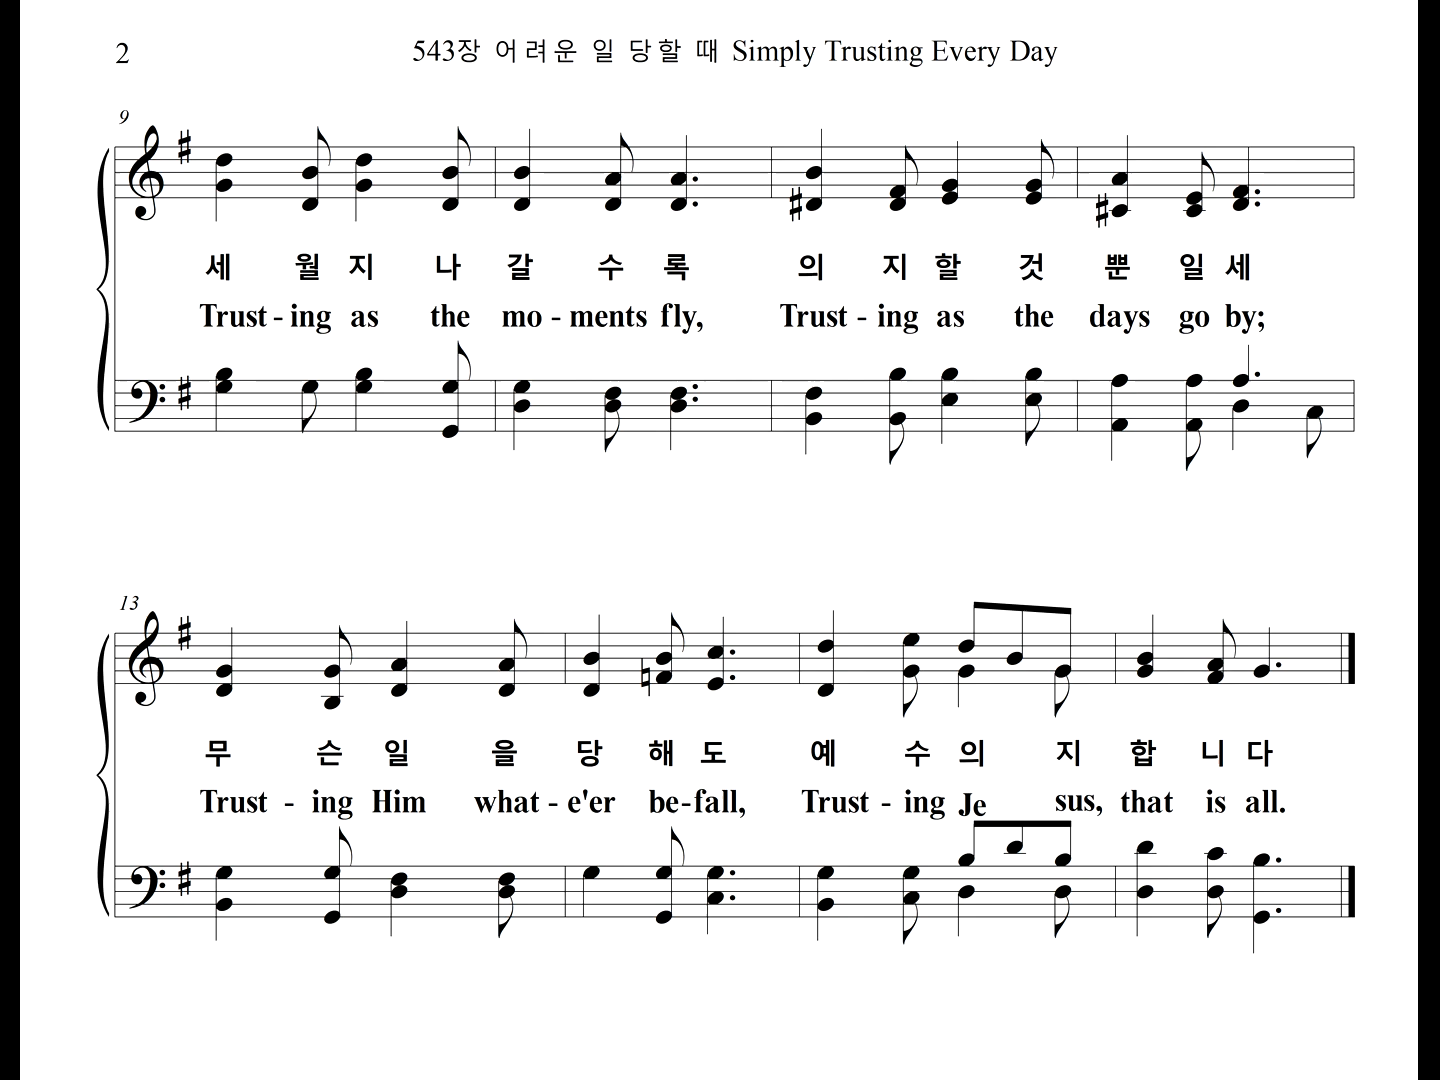 2
543장 어려운 일 당할 때 Simply Trusting Every Day
9
세 월 지 나 갈 수 록 의 지 할 것 뿐 일 세
Trust - ing as the mo - ments fly, Trust - ing as the days go by;
13
무 슨 일 을 당 해 도 예 수 의 지 합 니 다
Trust - ing Him what - e'er be - fall, Trust - ing Je sus, that is all.